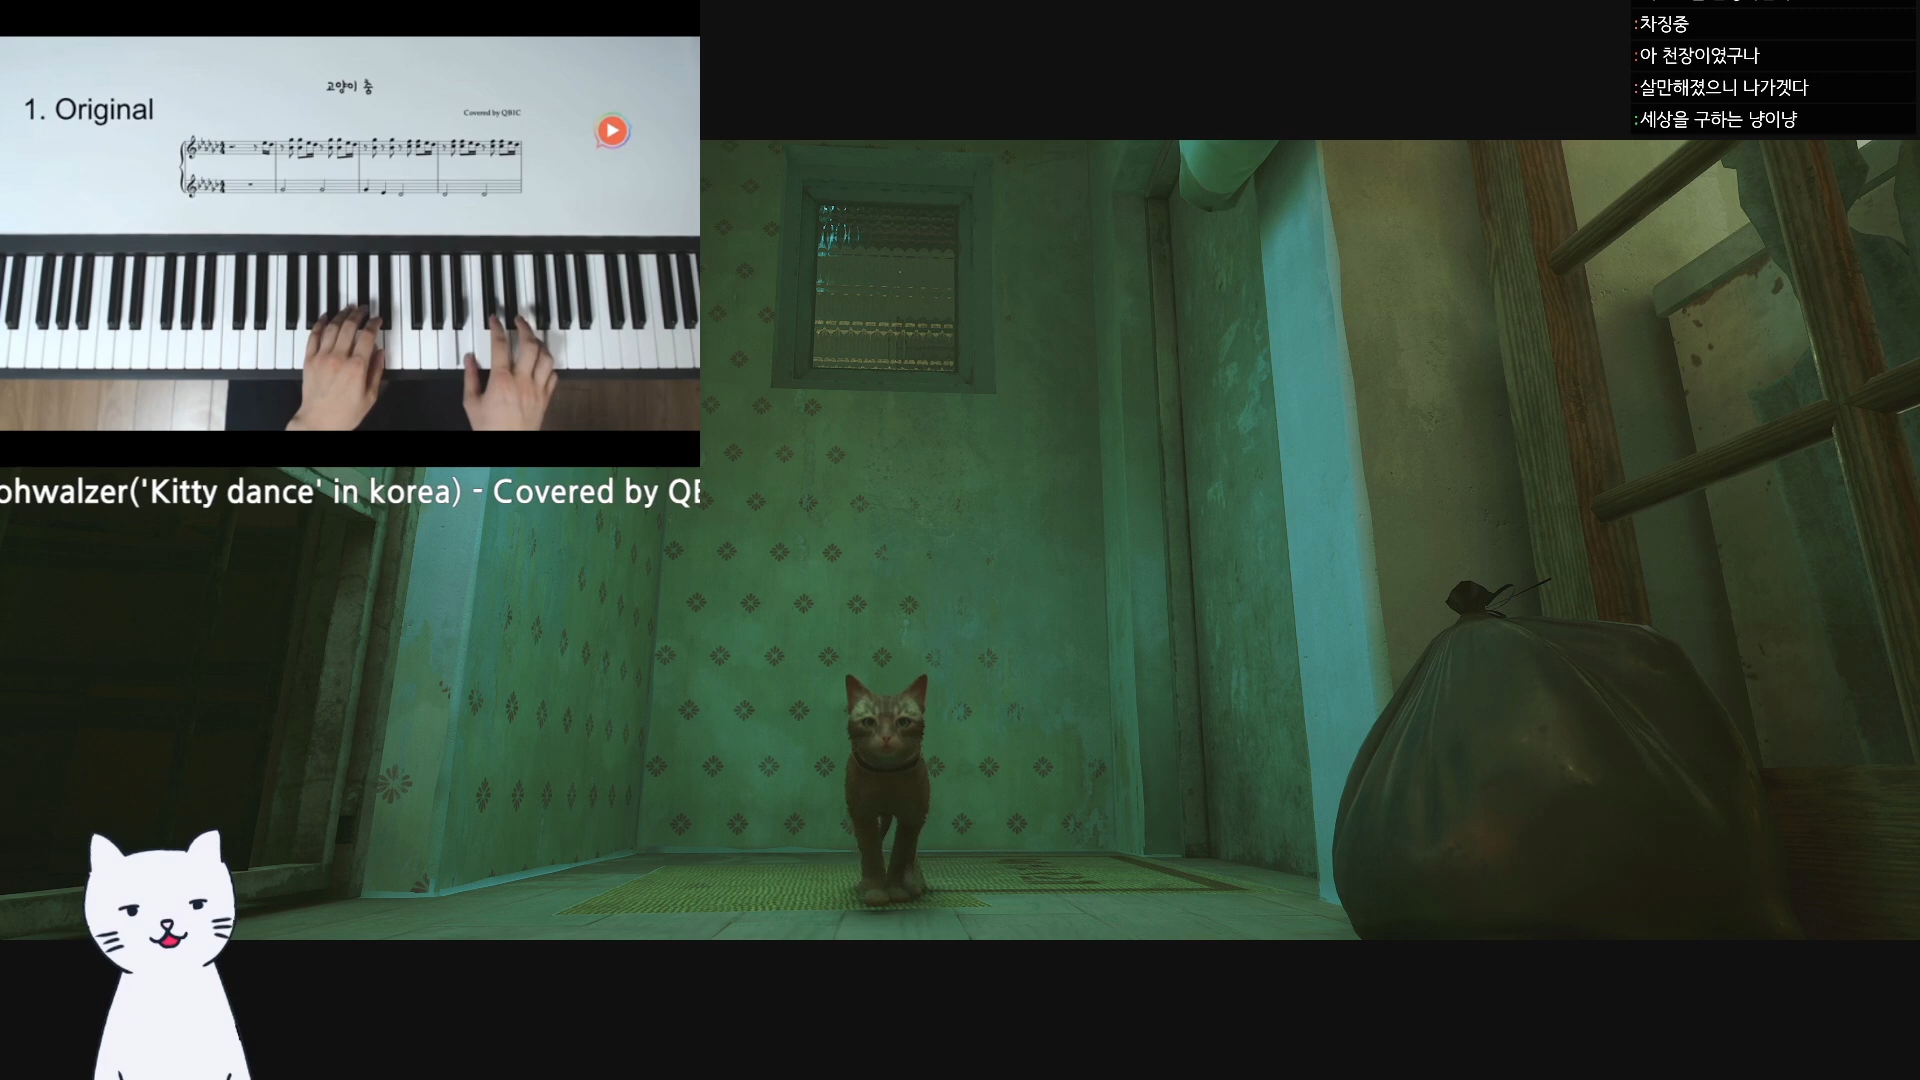 고양이 춤
1. Original
Covered by QBIC
ohwalzer('Kitty dance' in korea) - Covered by QB
:차징중
:아 천장이였구나
:살만해졌으니 나가겟다
:세상을 구하는 냥이냥